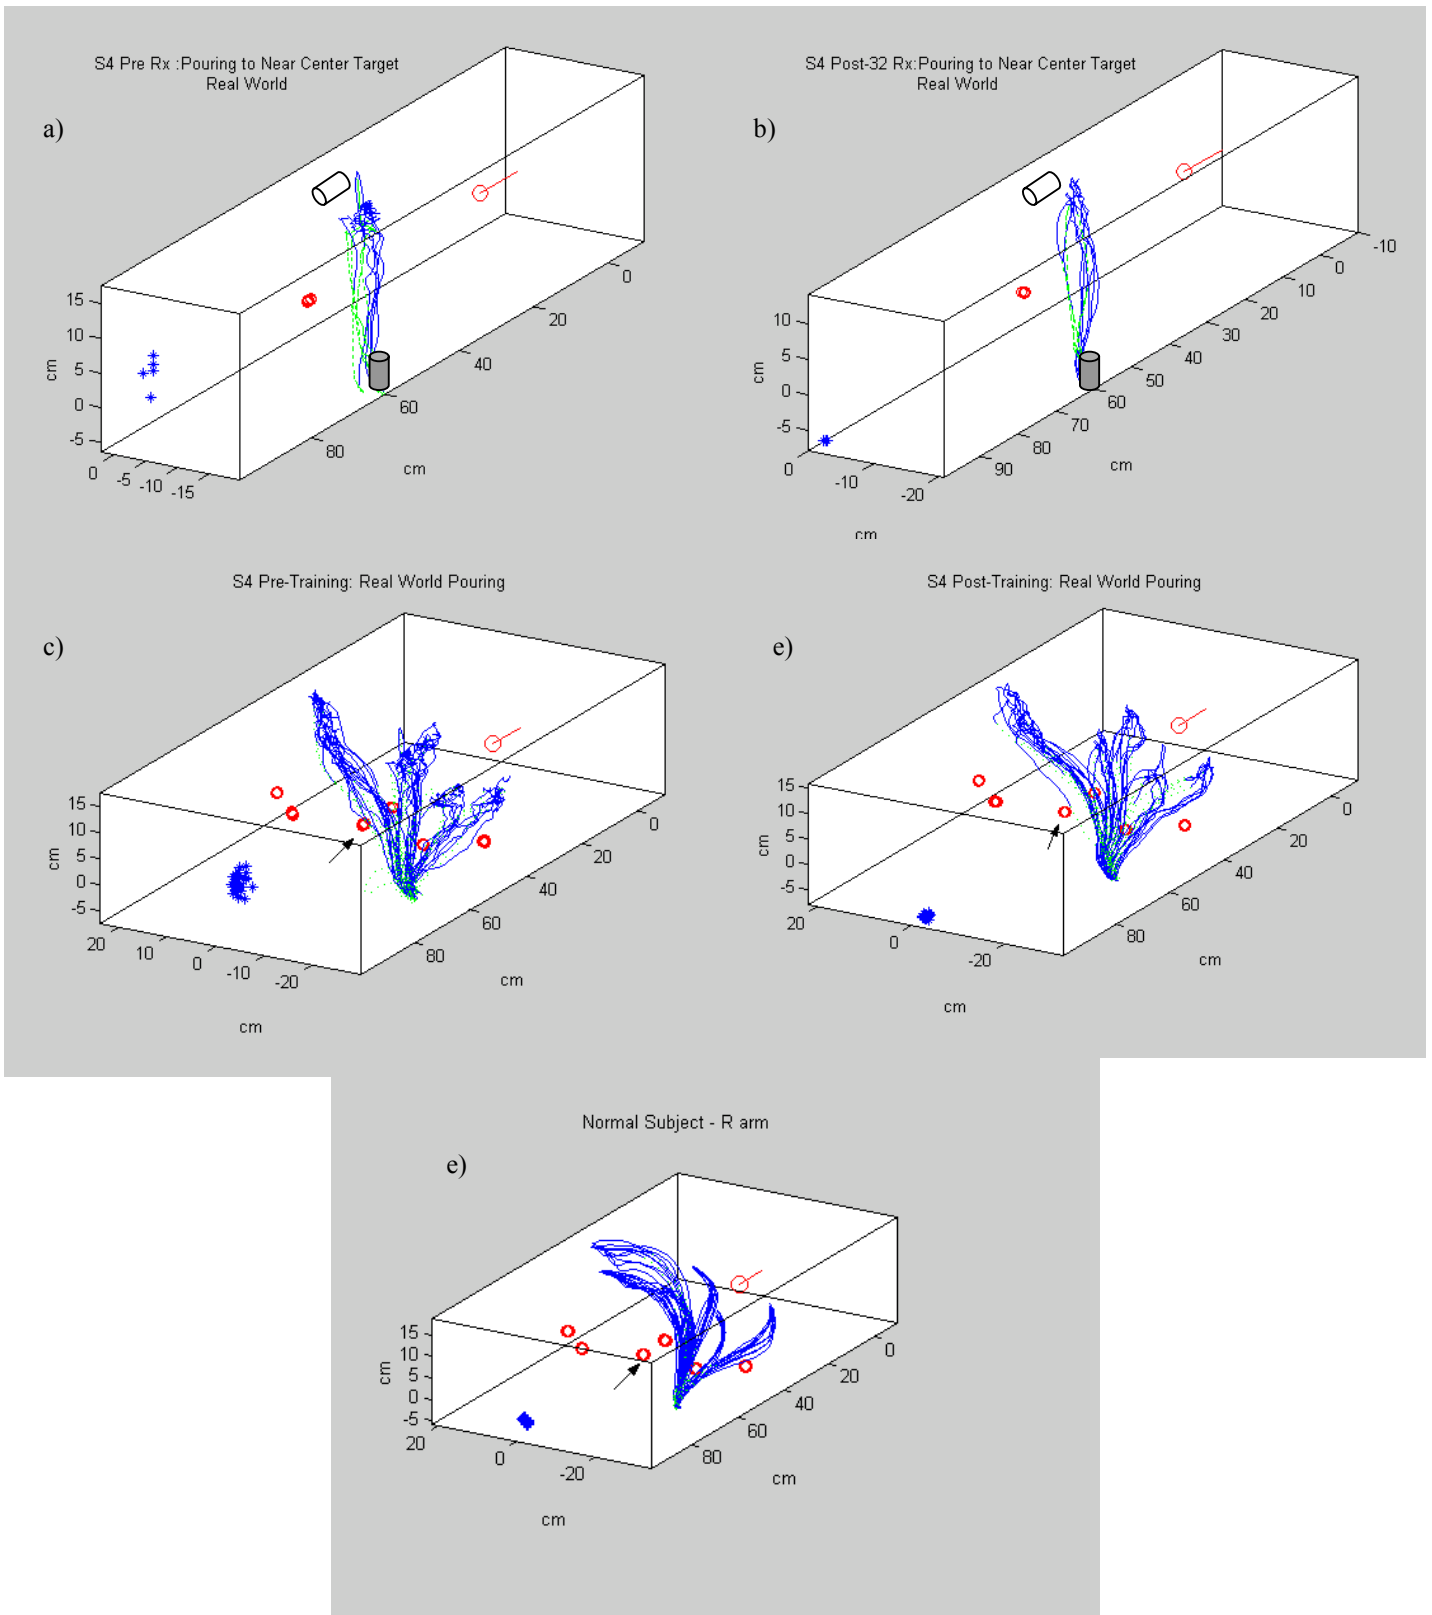 S4 Pre Rx :Pouring to Near Center Target
Real World
a)
15
10
5
0
-5
cm
0
-5
-10
-15
80
60
40
20
0
cm
S4 Post-32 Rx:Pouring to Near Center Target
Real World
b)
10
5
0
-5
cm
0
-10
-20
90
80
70
60
50
40
30
20
10
0
-10
cm
cm
S4 Pre-Training: Real World Pouring
c)
15
10
5
0
-5
cm
20
10
0
-10
-20
80
60
40
20
0
cm
cm
S4 Post-Training: Real World Pouring
e)
15
10
5
0
-5
cm
20
0
-20
80
60
40
20
0
cm
cm
Normal Subject - R arm
e)
15
10
5
0
-5
cm
20
0
-20
80
60
40
20
0
cm
cm